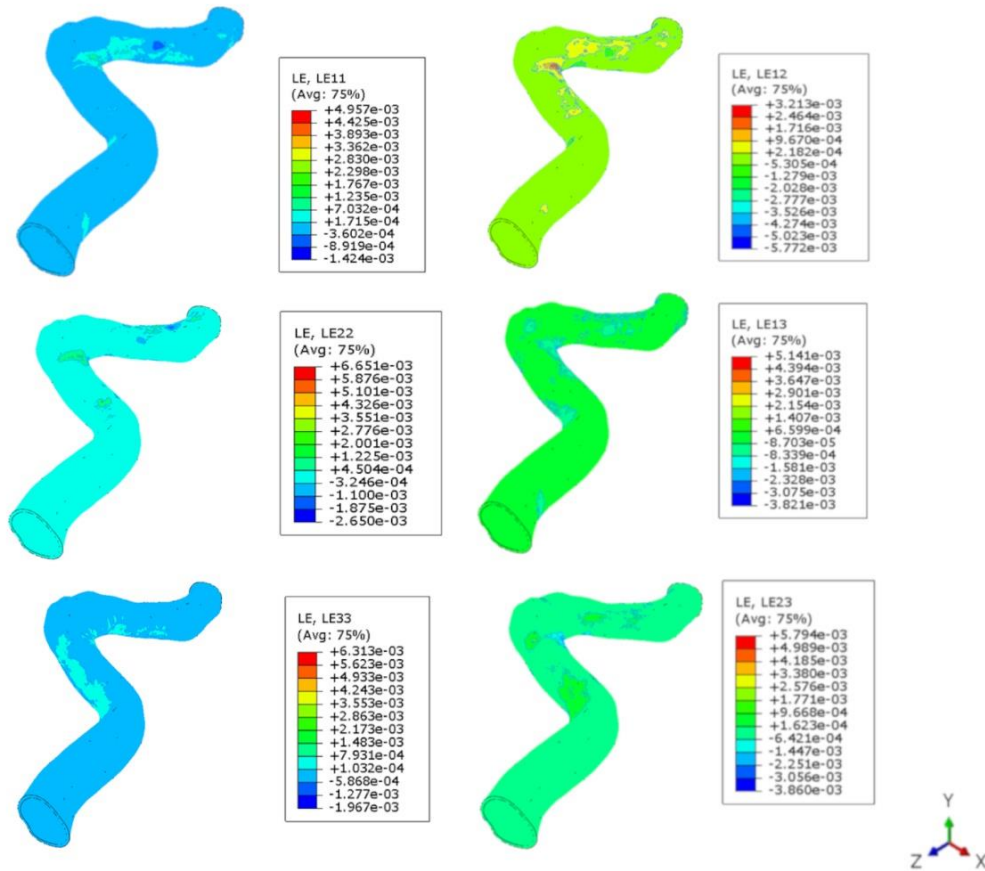 LE, LE11
(Avg: 75%)
+4.957e-03
+4.425e-03
+3.893e-03
+3.362e-03
+2.830e-03
+2.298e-03
+1.767e-03
+1.235e-03
+7.032e-04
+1.715e-04
-3.602e-04
-8.919e-04
-1.424e-03
LE, LE12
(Avg: 75%)
+3.213e-03
+2.464e-03
+1.716e-03
+9.670e-04
+2.182e-04
-5.305e-04
-1.279e-03
-2.028e-03
-2.777e-03
-3.526e-03
-4.274e-03
-5.023e-03
-5.772e-03
LE, LE22
(Avg: 75%)
+6.651e-03
+5.876e-03
+5.101e-03
+4.326e-03
+3.551e-03
+2.776e-03
+2.001e-03
+1.225e-03
+4.504e-04
-3.246e-04
-1.100e-03
-1.875e-03
-2.650e-03
LE, LE13
(Avg: 75%)
+5.141e-03
+4.394e-03
+3.647e-03
+2.901e-03
+2.154e-03
+1.407e-03
+6.599e-04
-8.703e-05
-8.339e-04
-1.581e-03
-2.328e-03
-3.075e-03
-3.821e-03
LE, LE33
(Avg: 75%)
+6.313e-03
+5.623e-03
+4.933e-03
+4.243e-03
+3.553e-03
+2.863e-03
+2.173e-03
+1.483e-03
+7.931e-04
+1.032e-04
-5.868e-04
-1.277e-03
-1.967e-03
LE, LE23
(Avg: 75%)
+5.794e-03
+4.989e-03
+4.185e-03
+3.380e-03
+2.576e-03
+1.771e-03
+9.668e-04
+1.623e-04
-6.421e-04
-1.447e-03
-2.251e-03
-3.056e-03
-3.860e-03
Y
Z X